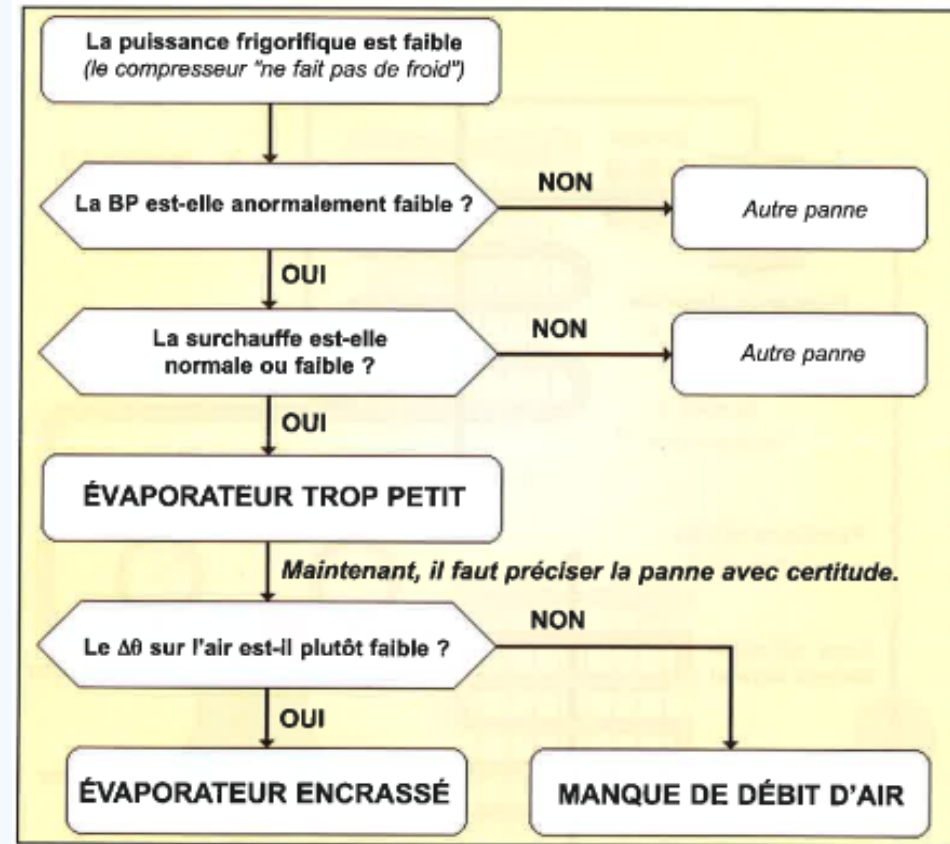 La puissance frigorifique est faible
(le compresseur "ne fait pas de froid")
La BP est-elle anormalement faible ?
NON
Autre panne
OUI
La surchauffe est-elle
normale ou faible ?
NON
Autre panne
OUI
ÉVAPORATEUR TROP PETIT
Maintenant, il faut préciser la panne avec certitude.
Le Δθ sur l'air est-il plutôt faible ?
NON
OUI
ÉVAPORATEUR ENCRASSÉ
MANQUE DE DÉBIT D'AIR